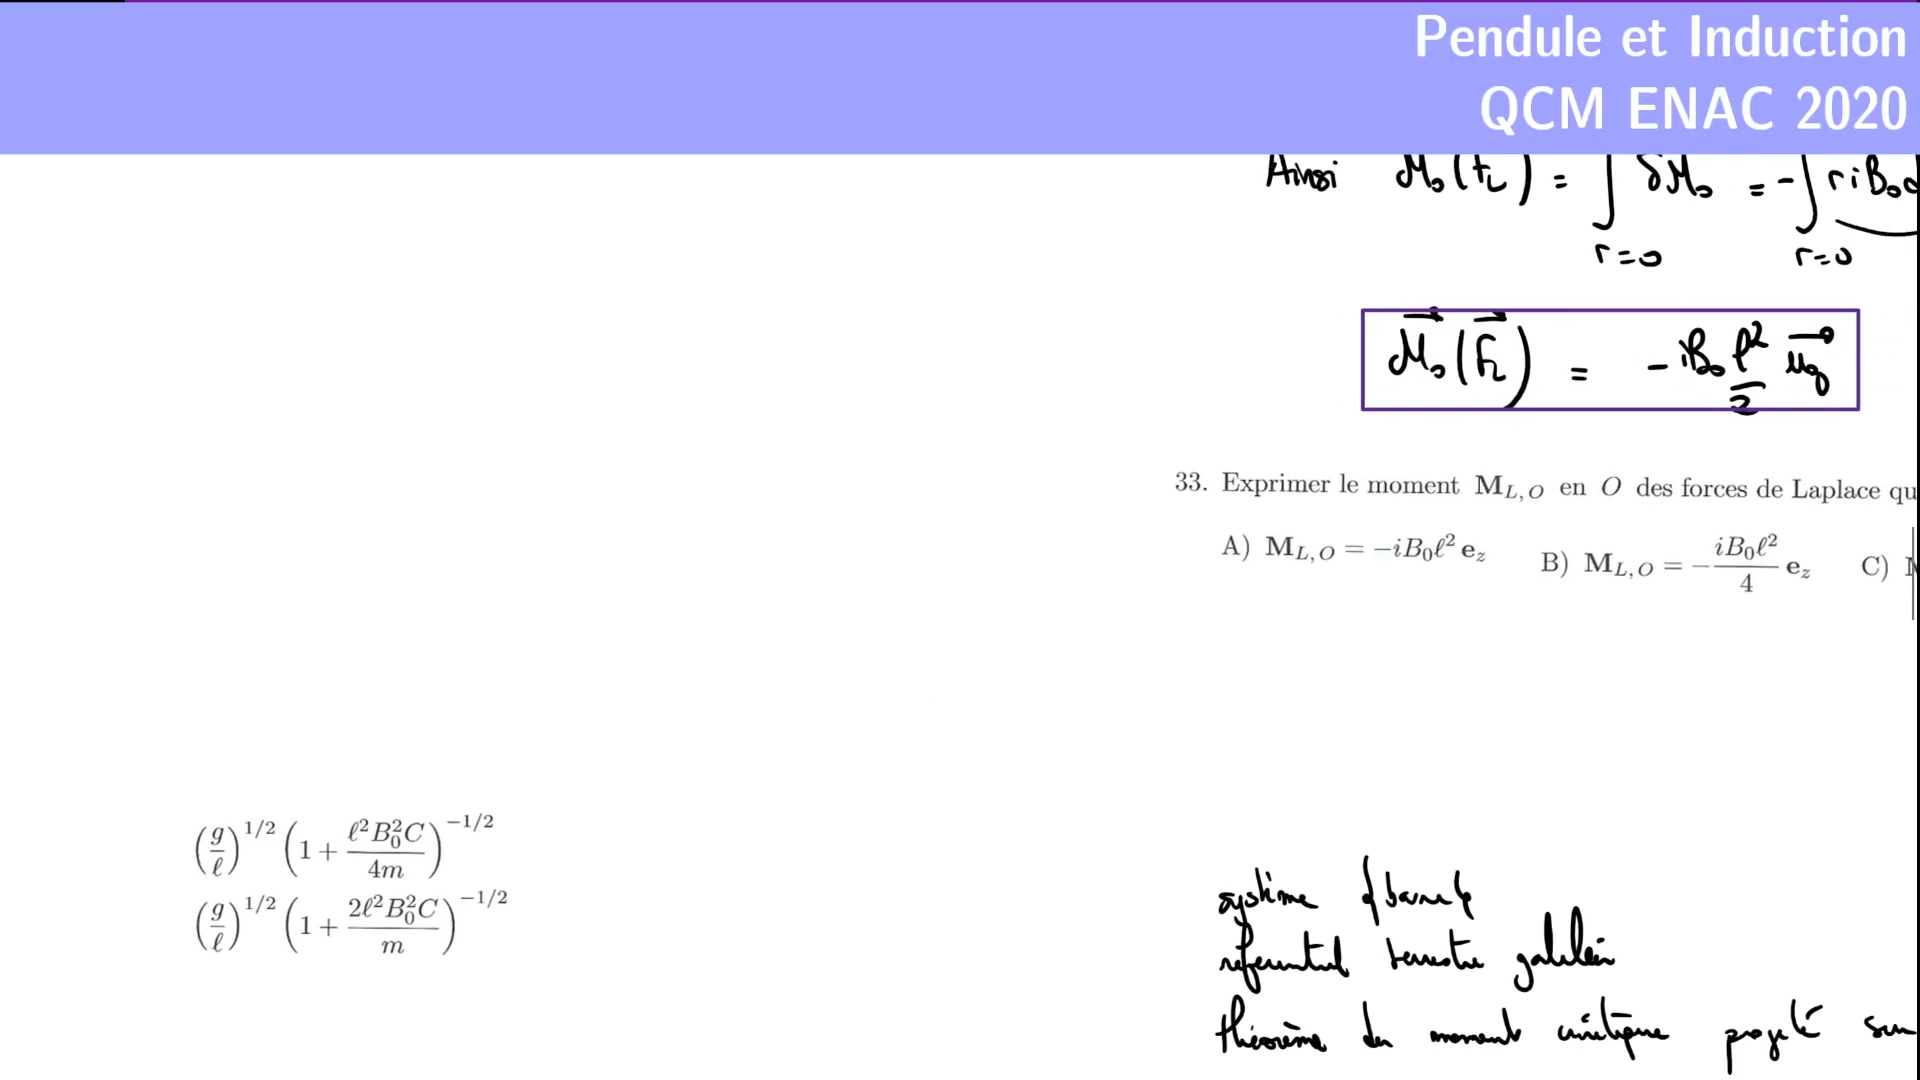 Pendule et Induction
QCM ENAC 2020
Ainsi M₀(F_L) = ∫ δM₀ = -∫ r i B₀
r=0 r=0
M⃗₀(F⃗_L) = -iB₀ ℓ²/2 u⃗_z
33. Exprimer le moment M_{L,O} en O des forces de Laplace qu
A) M_{L,O} = −iB₀ℓ² e_z B) M_{L,O} = −iB₀ℓ²/4 e_z C)
(g/ℓ)^{1/2} (1 + ℓ²B₀²C/4m)^{−1/2}
(g/ℓ)^{1/2} (1 + 2ℓ²B₀²C/m)^{−1/2}
système {barre}
référentiel terrestre galiléen
théorème du moment cinétique projeté sur